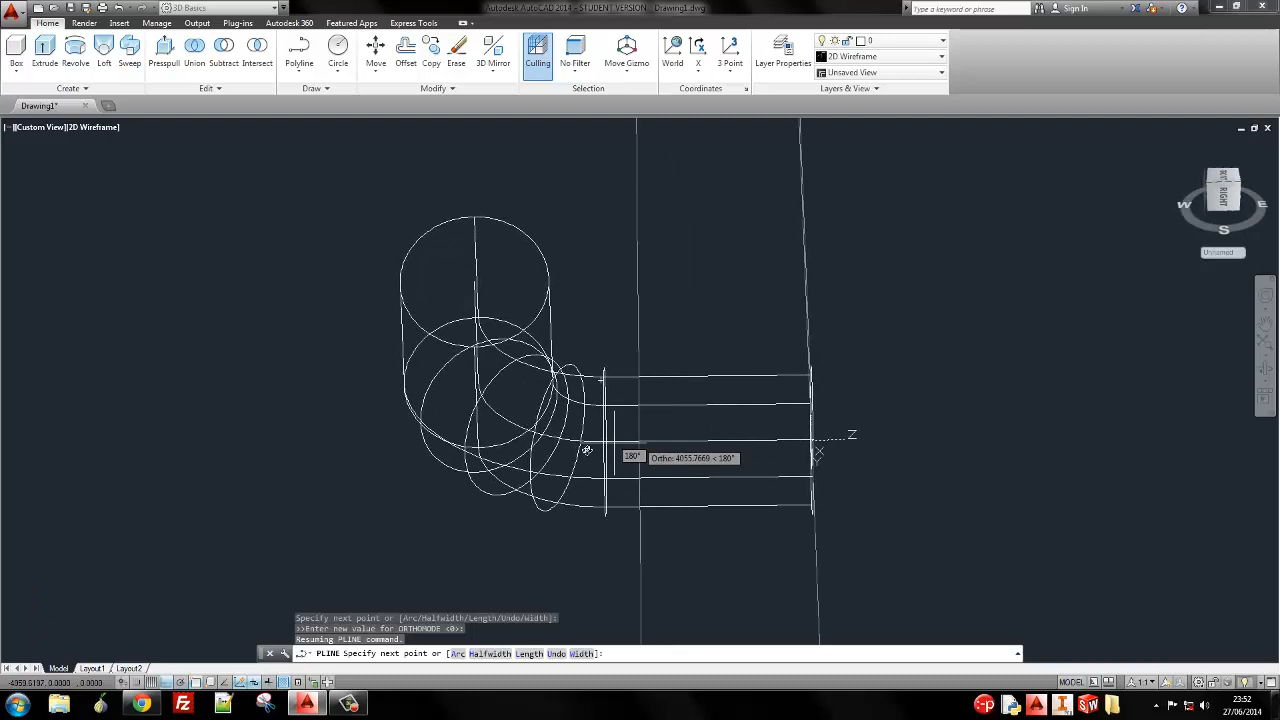 3D Basics
Autodesk AutoCAD 2014 - STUDENT VERSION Drawing1.dwg
Type a keyword or phrase
Sign In
Home Render Insert Manage Output Plug-ins Autodesk 360 Featured Apps Express Tools
0
2D Wireframe
Unsaved View
Box Extrude Revolve Loft Sweep Presspull Union Subtract Intersect Polyline Circle Move Offset Copy Erase 3D Mirror Culling No Filter Move Gizmo World X 3 Point Layer Properties
Create Edit Draw Modify Selection Coordinates Layers & View
Drawing1*
[-][Custom View][2D Wireframe]
RIGHT
W E
S
Unnamed
Z
X
Y
180°
Ortho: 4055.7669 < 180°
Specify next point or [Arc/Halfwidth/Length/Undo/Width]:
>>Enter new value for ORTHOMODE <0>:
Resuming PLINE command.
PLINE Specify next point or [Arc Halfwidth Length Undo Width]:
Model Layout1 Layout2
MODEL
1:1
23:52
27/06/2014